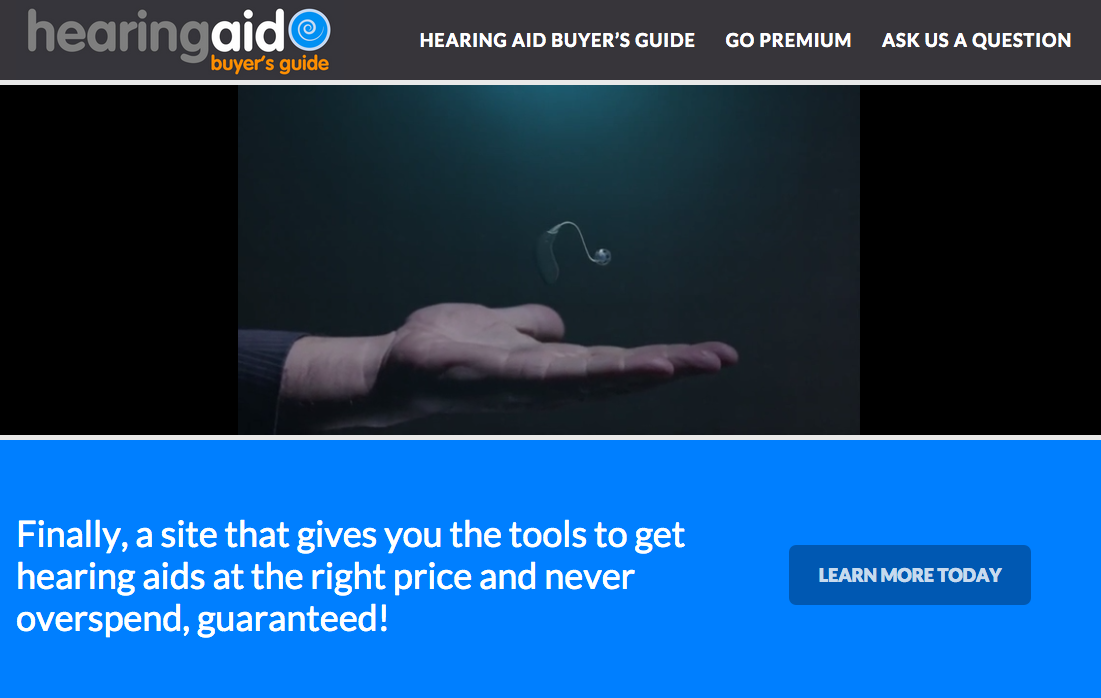 hearingaid
buyer's guide
HEARING AID BUYER’S GUIDE GO PREMIUM ASK US A QUESTION
Finally, a site that gives you the tools to get
hearing aids at the right price and never
overspend, guaranteed!
LEARN MORE TODAY